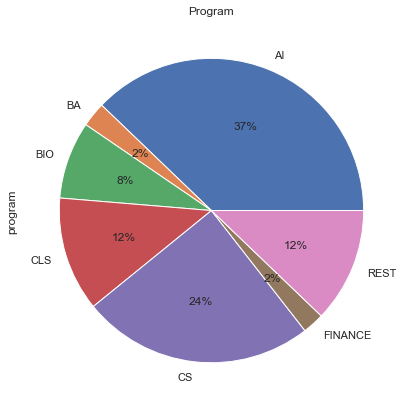 Program
AI
37%
BA
2%
BIO
8%
program
CLS
12%
CS
24%
FINANCE
2%
REST
12%